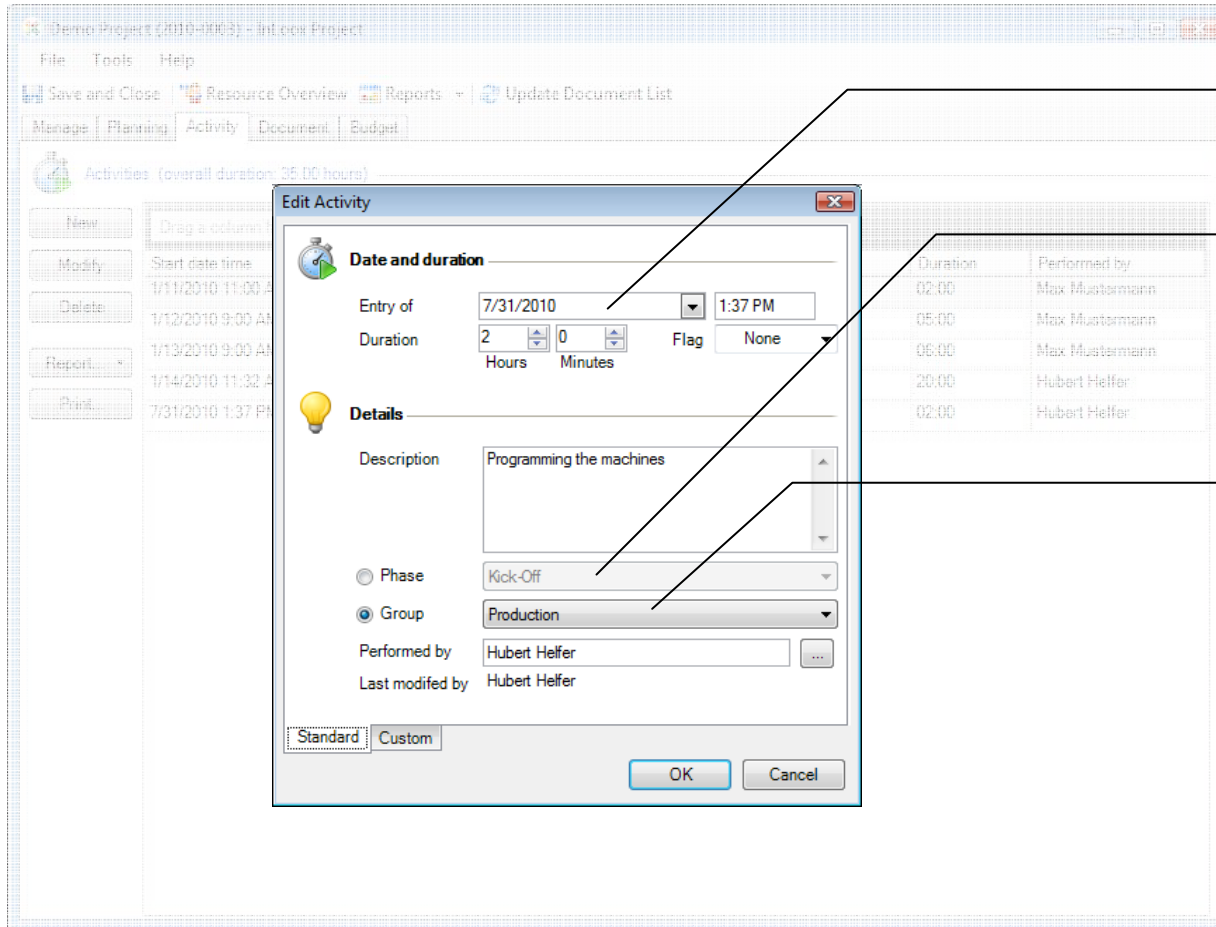 Demo Project (2010-0003) - InLoox Project
File Tools Help
Save and Close Resource Overview Reports Update Document List
Manage Planning Activity Document Budget
Activities (overall duration: 35.00 hours)
New
Modify
Delete
Report...
Print...
Drag a column
Start date time Duration Performed by
1/11/2010 11:00 A 02:00 Max Mustermann
1/12/2010 9:00 AM 05:00 Max Mustermann
1/13/2010 9:00 AM 06:00 Max Mustermann
1/14/2010 11:32 A 20:00 Hubert Helfer
7/31/2010 1:37 PM 02:00 Hubert Helfer
Edit Activity
Date and duration
Entry of 7/31/2010 1:37 PM
Duration 2 0 Flag None
Hours Minutes
Details
Description Programming the machines
Phase Kick-Off
Group Production
Performed by Hubert Helfer ...
Last modifed by Hubert Helfer
Standard Custom
OK Cancel